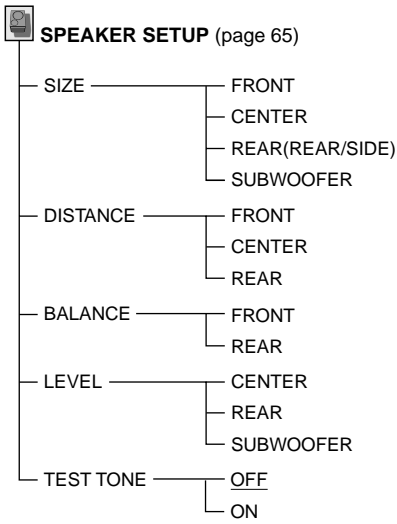 SPEAKER SETUP (page 65)
SIZE FRONT
CENTER
REAR(REAR/SIDE)
SUBWOOFER
DISTANCE FRONT
CENTER
REAR
BALANCE FRONT
REAR
LEVEL CENTER
REAR
SUBWOOFER
TEST TONE OFF
ON